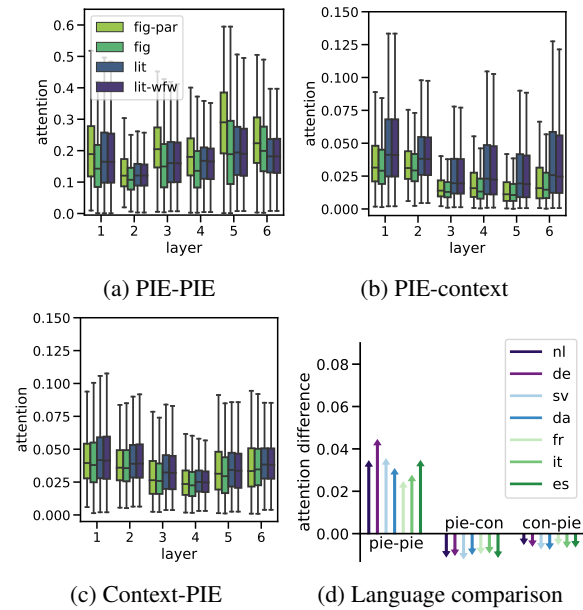 0.6
0.5
0.4
0.3
0.2
0.1
0.0
attention
fig-par
fig
lit
lit-wfw
1 2 3 4 5 6
layer
(a) PIE-PIE
0.150
0.125
0.100
0.075
0.050
0.025
0.000
attention
1 2 3 4 5 6
layer
(b) PIE-context
0.150
0.125
0.100
0.075
0.050
0.025
0.000
attention
1 2 3 4 5 6
layer
(c) Context-PIE
0.08
0.06
0.04
0.02
0.00
attention difference
nl
de
sv
da
fr
it
es
pie-pie
pie-con
con-pie
(d) Language comparison